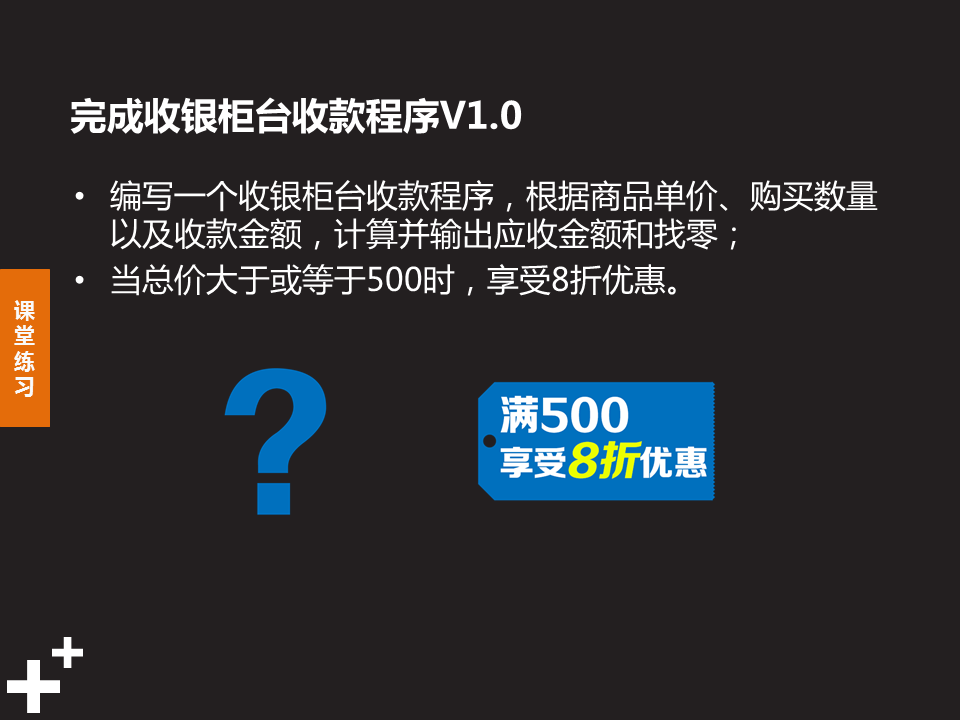 完成收银柜台收款程序V1.0
• 编写一个收银柜台收款程序，根据商品单价、购买数量
以及收款金额，计算并输出应收金额和找零；
• 当总价大于或等于500时，享受8折优惠。
课堂练习
?
满500
享受8折优惠